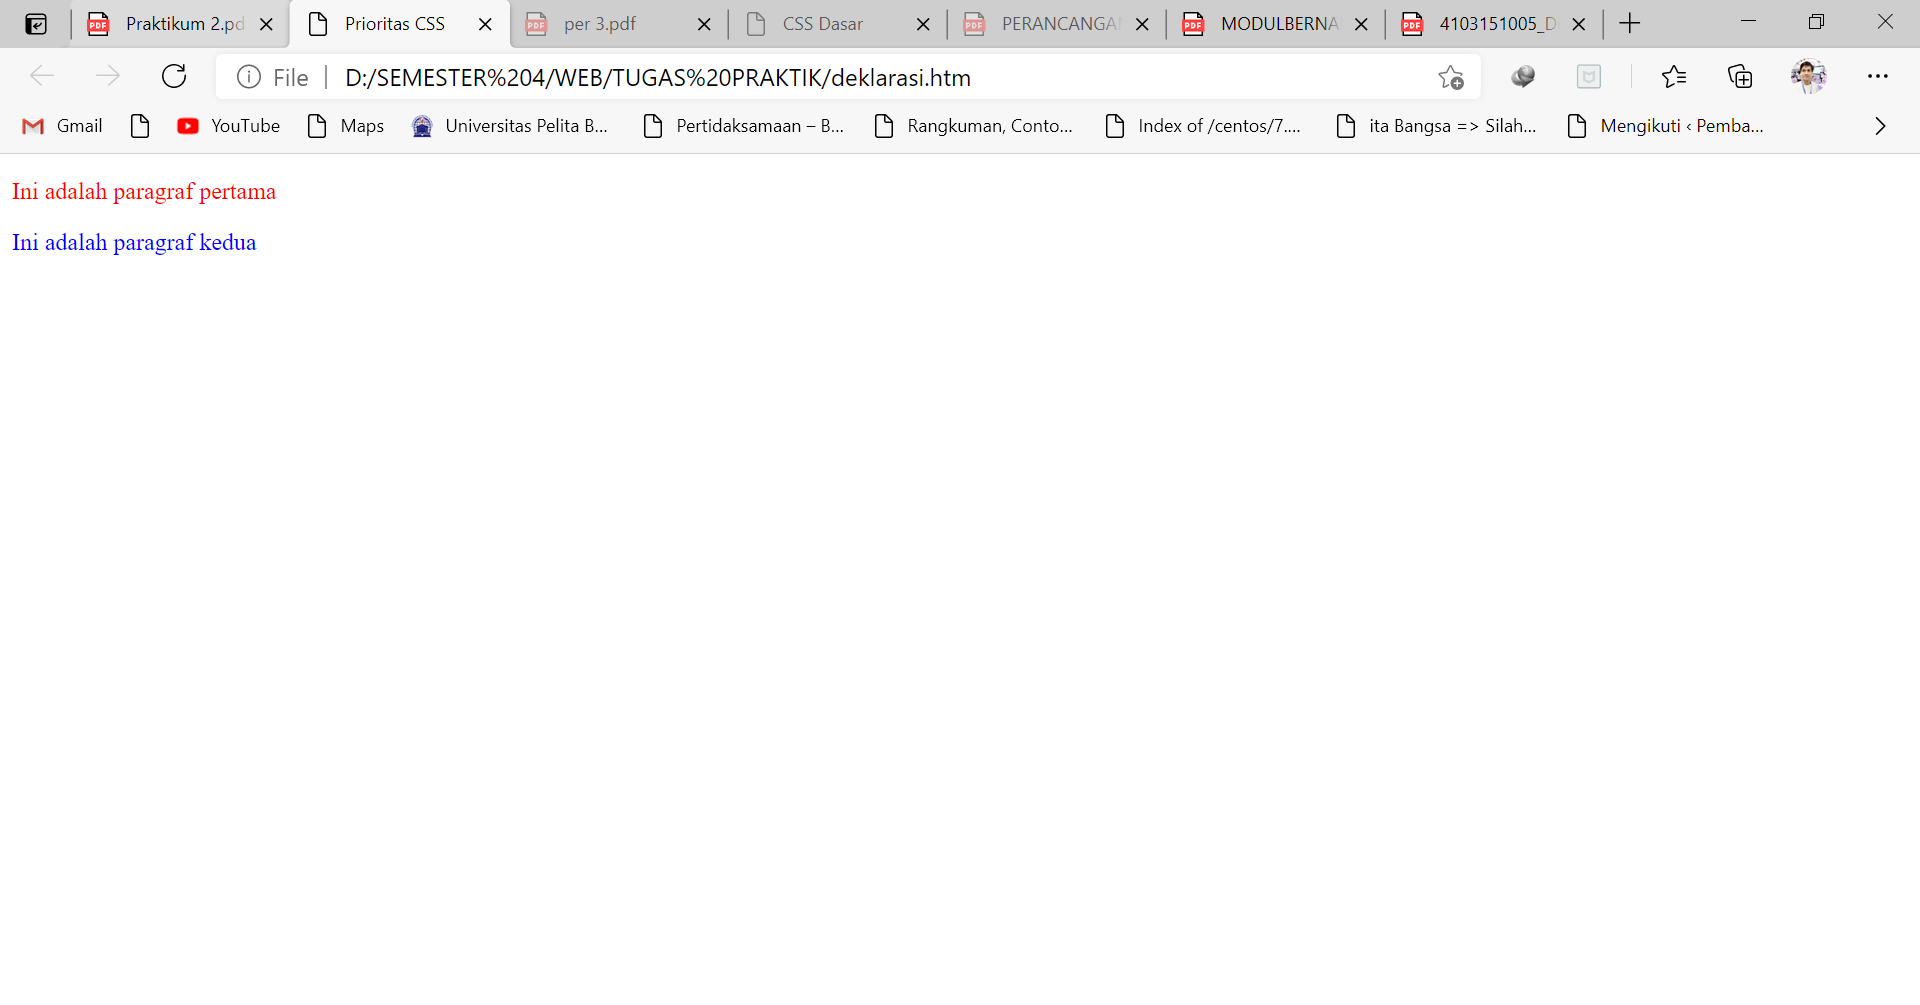 Praktikum 2.pd
Prioritas CSS
per 3.pdf
CSS Dasar
PERANCANGA
MODULBERNA
4103151005_D
File
D:/SEMESTER%204/WEB/TUGAS%20PRAKTIK/deklarasi.htm
Gmail
YouTube
Maps
Universitas Pelita B...
Pertidaksamaan – B...
Rangkuman, Conto...
Index of /centos/7....
ita Bangsa => Silah...
Mengikuti ‹ Pemba...
Ini adalah paragraf pertama
Ini adalah paragraf kedua